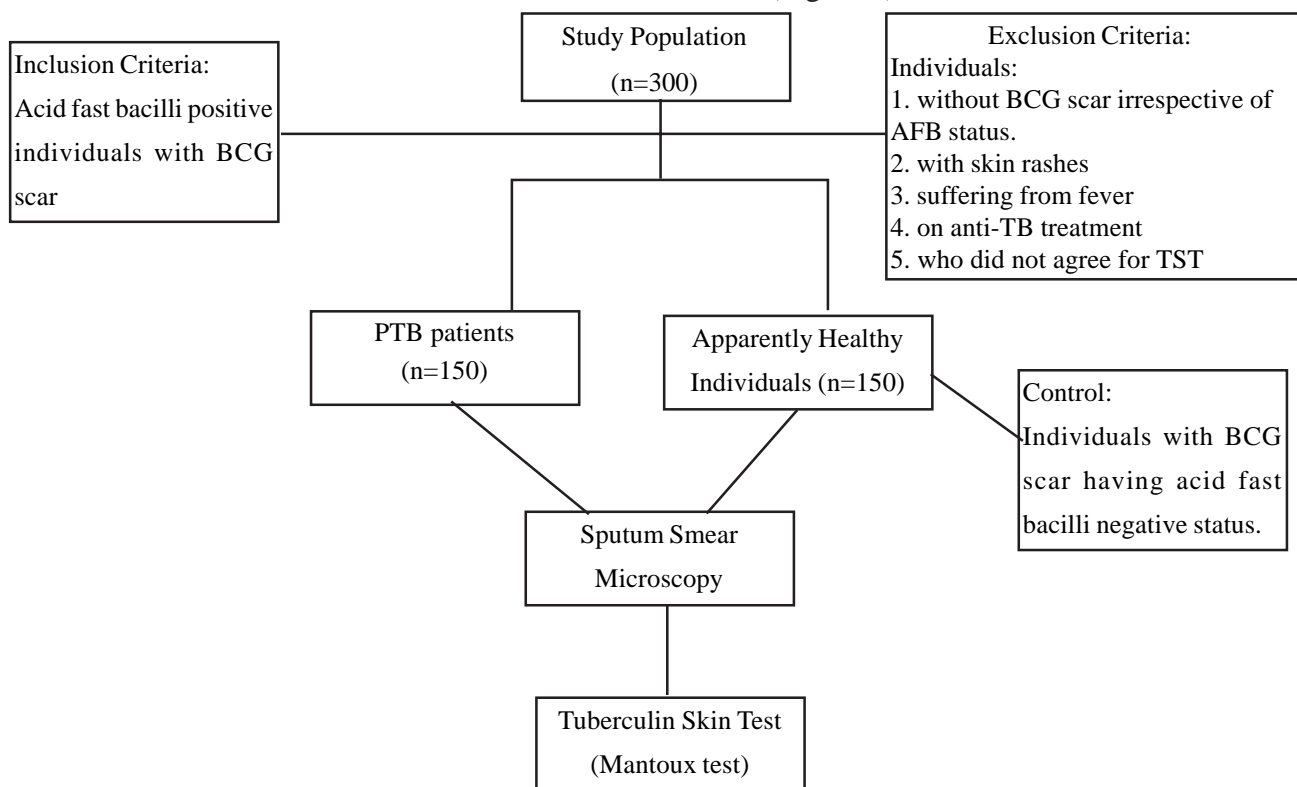 Study Population
(n=300)
Inclusion Criteria:
Acid fast bacilli positive
individuals with BCG
scar
Exclusion Criteria:
Individuals:
1. without BCG scar irrespective of
AFB status.
2. with skin rashes
3. suffering from fever
4. on anti-TB treatment
5. who did not agree for TST
PTB patients
(n=150)
Apparently Healthy
Individuals (n=150)
Control:
Individuals with BCG
scar having acid fast
bacilli negative status.
Sputum Smear
Microscopy
Tuberculin Skin Test
(Mantoux test)